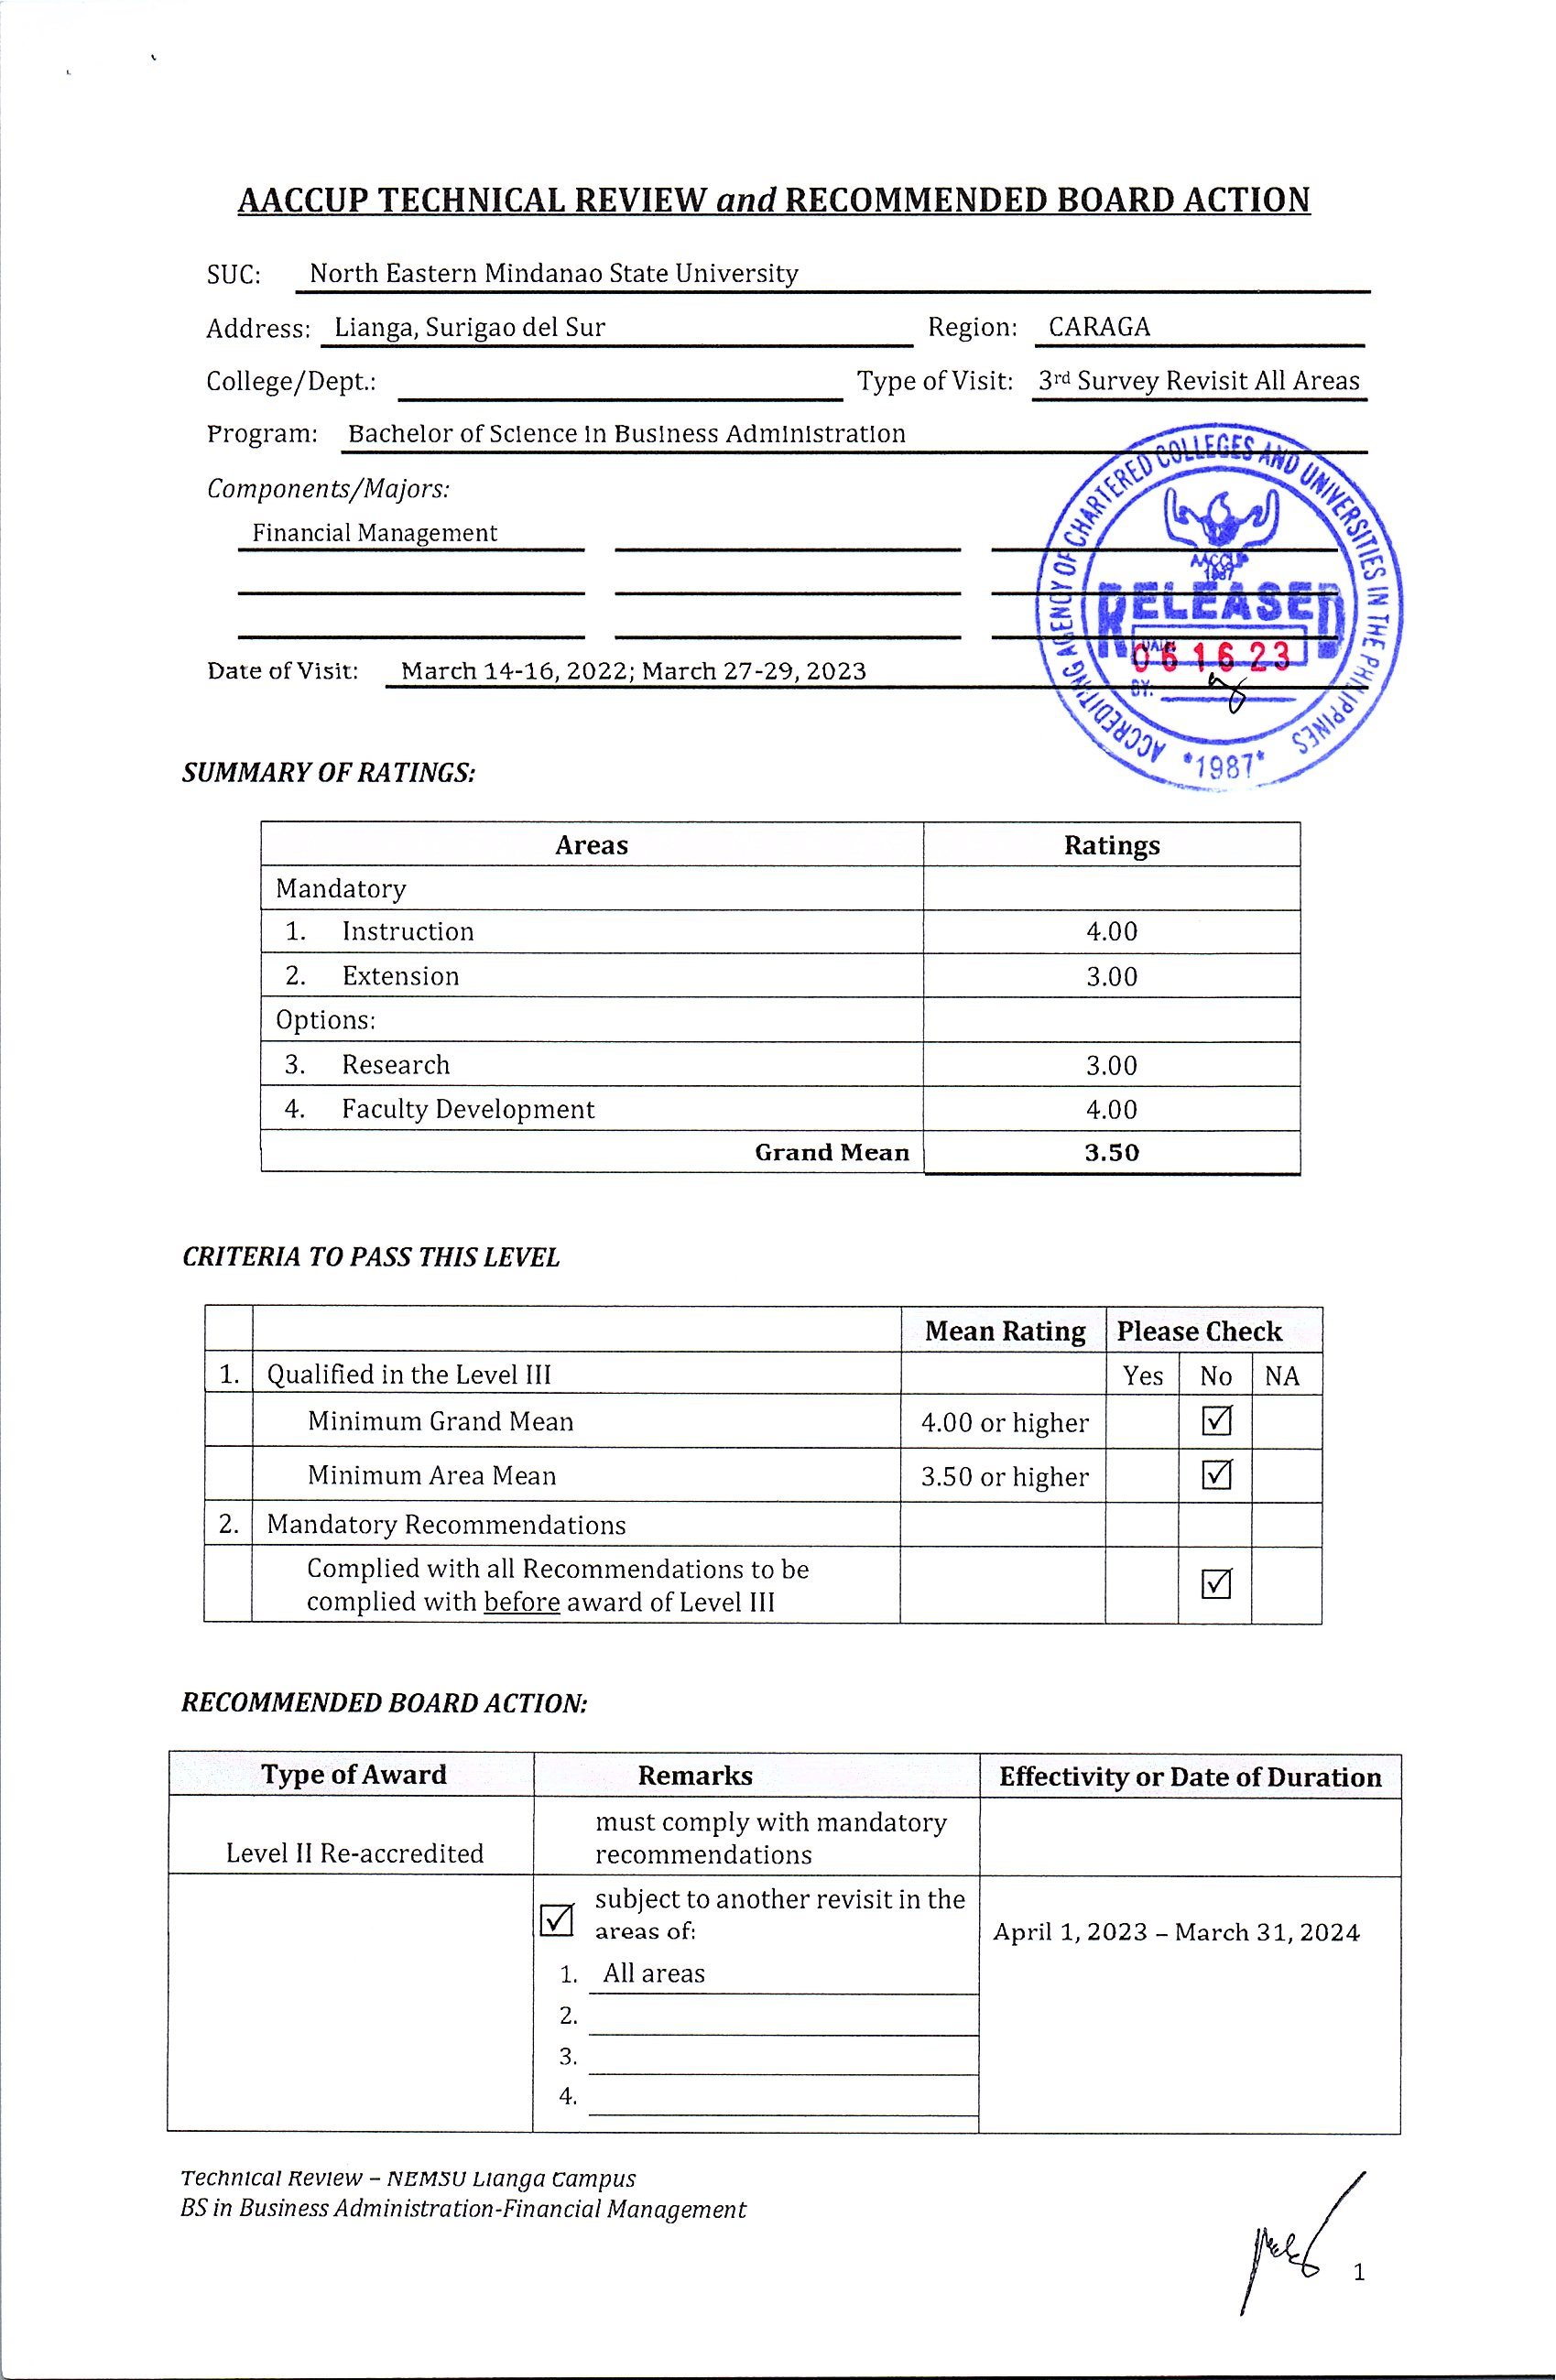 AACCUP TECHNICAL REVIEW and RECOMMENDED BOARD ACTION
SUC: North Eastern Mindanao State University
Address: Lianga, Surigao del Sur Region: CARAGA
College/Dept.: Type of Visit: 3rd Survey Revisit All Areas
Program: Bachelor of Science in Business Administration
Components/Majors:
Financial Management
Date of Visit: March 14-16, 2022; March 27-29, 2023
ACCREDITING AGENCY OF CHARTERED COLLEGES AND UNIVERSITIES IN THE PHILIPPINES
*1987*
AACCUP
1987
RELEASED
DATE:
06 16 23
BY:
SUMMARY OF RATINGS:
Areas Ratings
Mandatory
1. Instruction 4.00
2. Extension 3.00
Options:
3. Research 3.00
4. Faculty Development 4.00
Grand Mean 3.50
CRITERIA TO PASS THIS LEVEL
Mean Rating Please Check
1. Qualified in the Level III Yes No NA
Minimum Grand Mean 4.00 or higher ☑
Minimum Area Mean 3.50 or higher ☑
2. Mandatory Recommendations
Complied with all Recommendations to be
complied with before award of Level III ☑
RECOMMENDED BOARD ACTION:
Type of Award Remarks Effectivity or Date of Duration
must comply with mandatory
Level II Re-accredited recommendations
☑ subject to another revisit in the
areas of: April 1, 2023 – March 31, 2024
1. All areas
2.
3.
4.
Technical Review – NEMSU Lianga Campus
BS in Business Administration-Financial Management
1